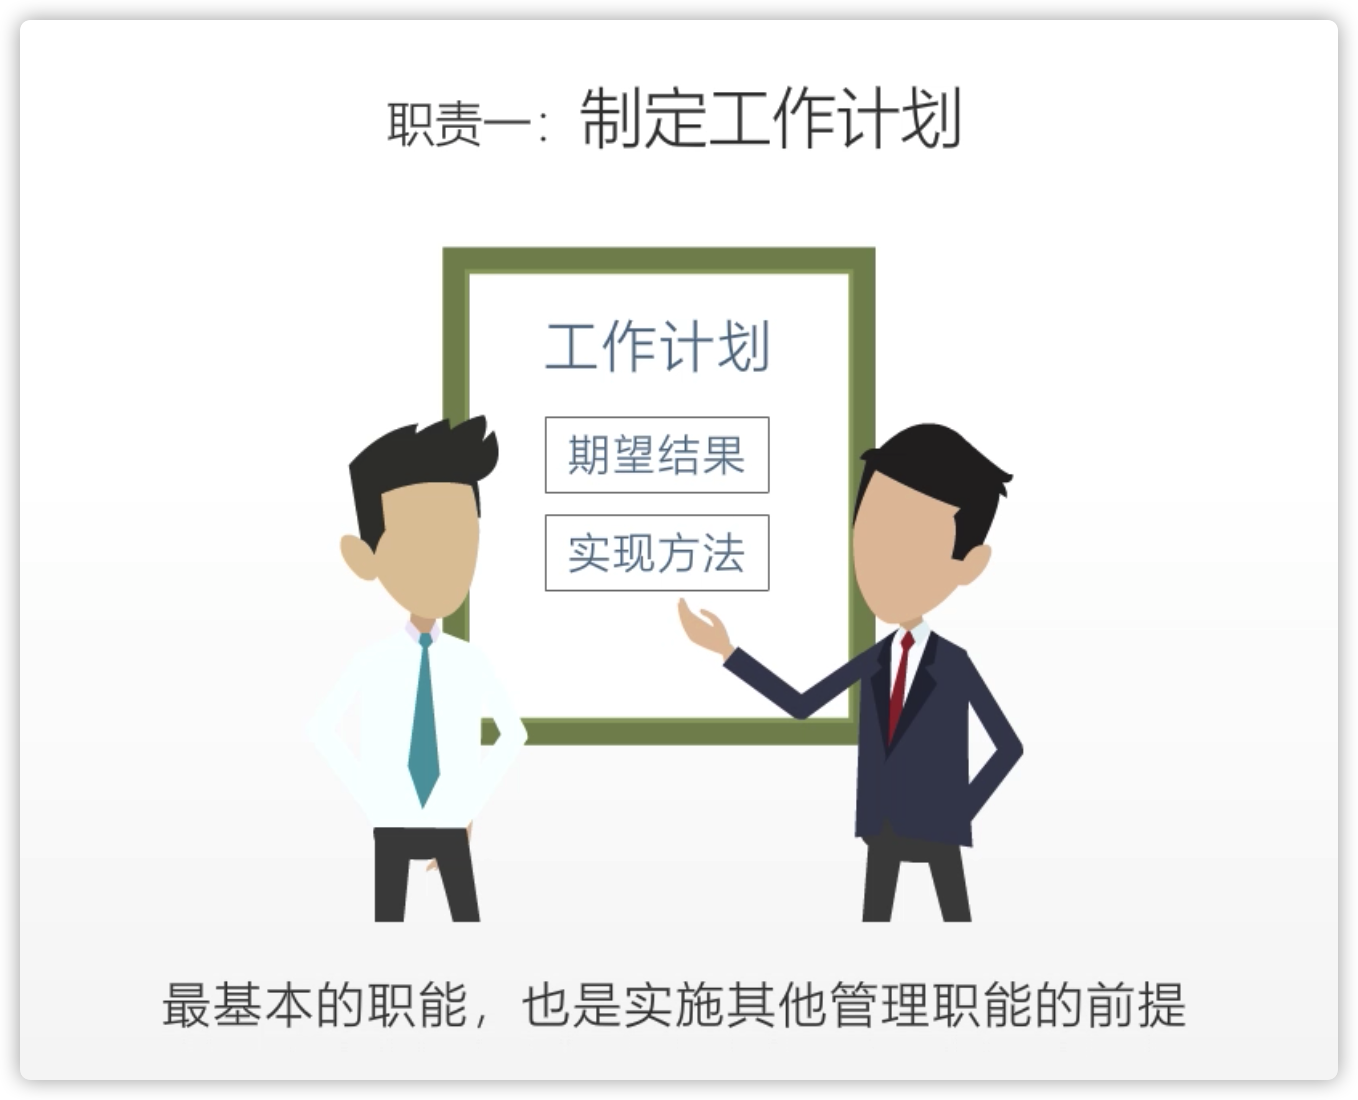 职责一：制定工作计划
工作计划
期望结果
实现方法
最基本的职能，也是实施其他管理职能的前提